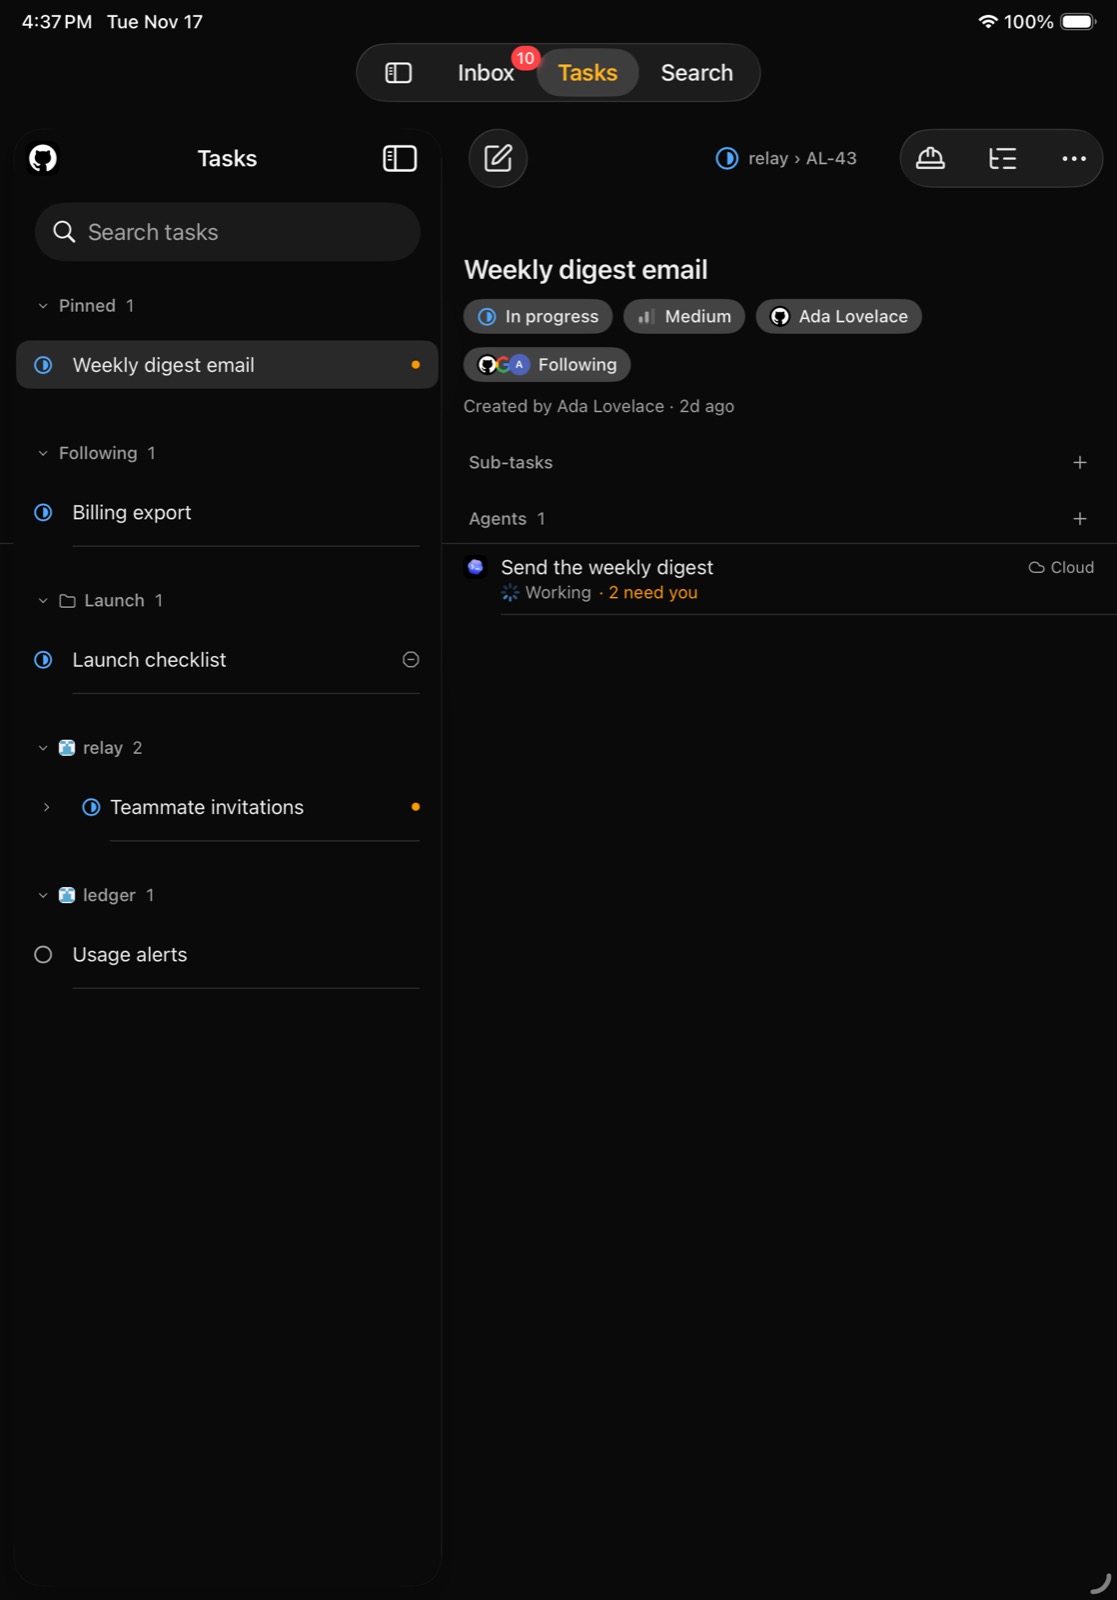 4:37 PM Tue Nov 17
100%
Inbox 10 Tasks Search
Tasks
Search tasks
Pinned 1
Weekly digest email
Following 1
Billing export
Launch 1
Launch checklist
relay 2
Teammate invitations
ledger 1
Usage alerts
relay › AL-43
Weekly digest email
In progress Medium Ada Lovelace
A Following
Created by Ada Lovelace · 2d ago
Sub-tasks
Agents 1
Send the weekly digest Cloud
Working · 2 need you